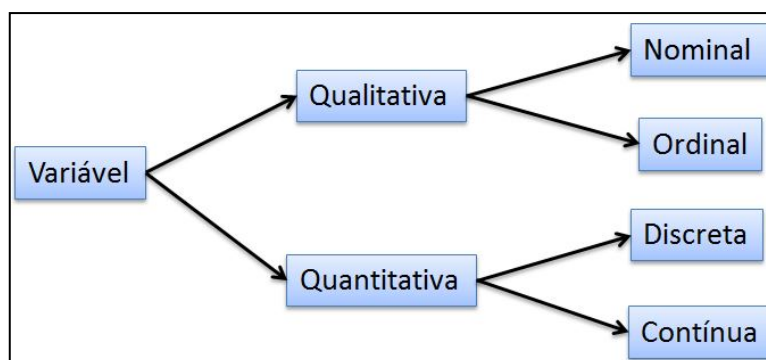 Variável
Qualitativa
Nominal
Ordinal
Quantitativa
Discreta
Contínua